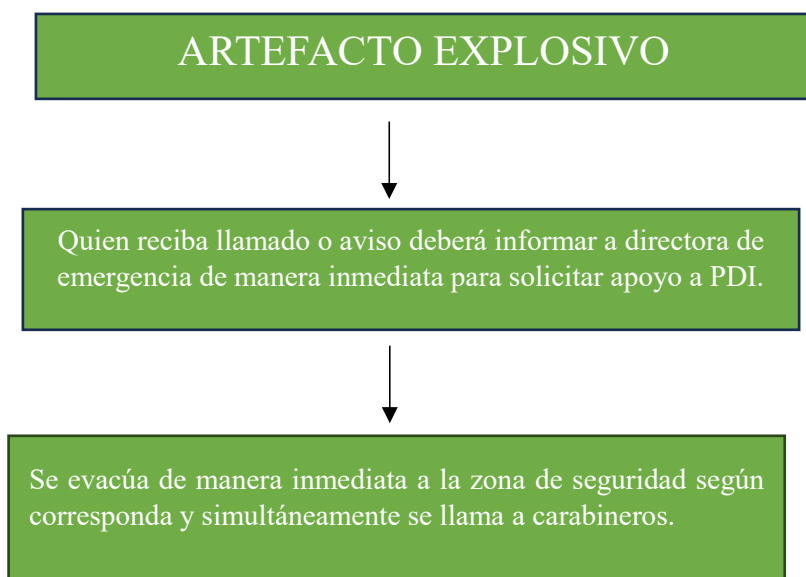 ARTEFACTO EXPLOSIVO
Quien reciba llamado o aviso deberá informar a directora de
emergencia de manera inmediata para solicitar apoyo a PDI.
Se evacúa de manera inmediata a la zona de seguridad según
corresponda y simultáneamente se llama a carabineros.